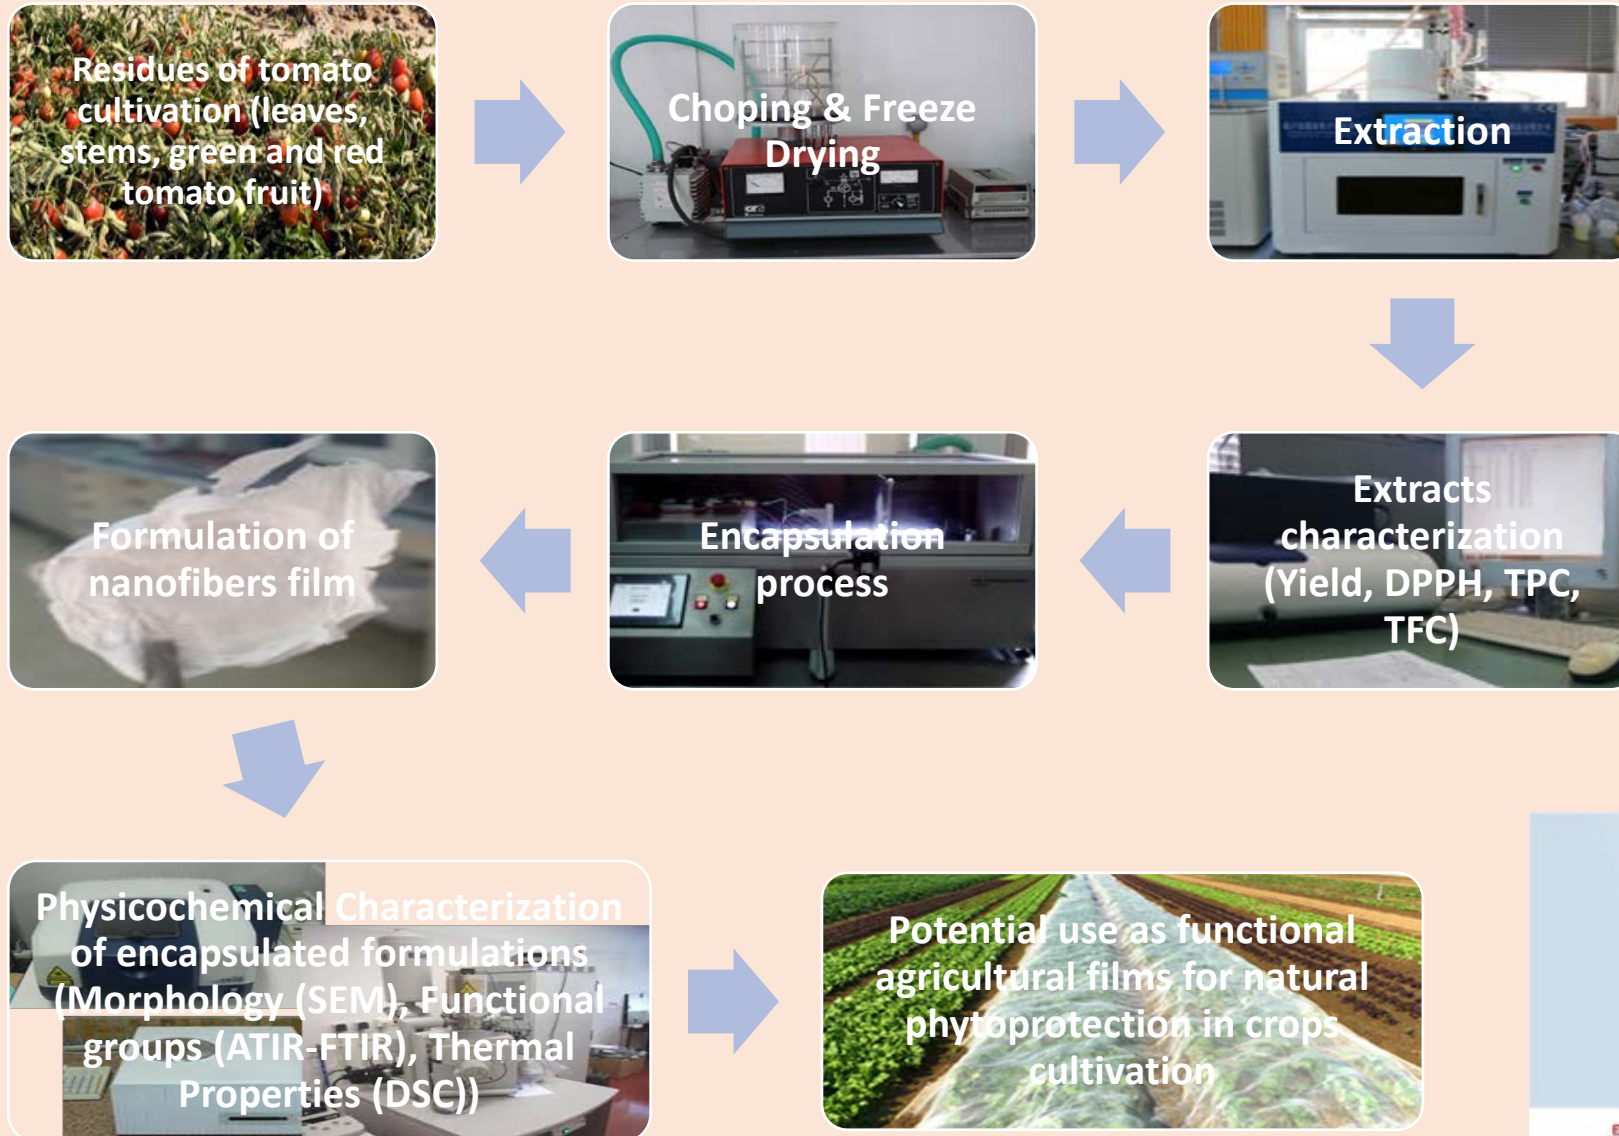 Residues of tomato
cultivation (leaves,
stems, green and red
tomato fruit)
Choping & Freeze
Drying
Extraction
Extracts
characterization
(Yield, DPPH, TPC,
TFC)
Encapsulation
process
Formulation of
nanofibers film
Physicochemical Characterization
of encapsulated formulations
(Morphology (SEM), Functional
groups (ATIR-FTIR), Thermal
Properties (DSC))
Potential use as functional
agricultural films for natural
phytoprotection in crops
cultivation